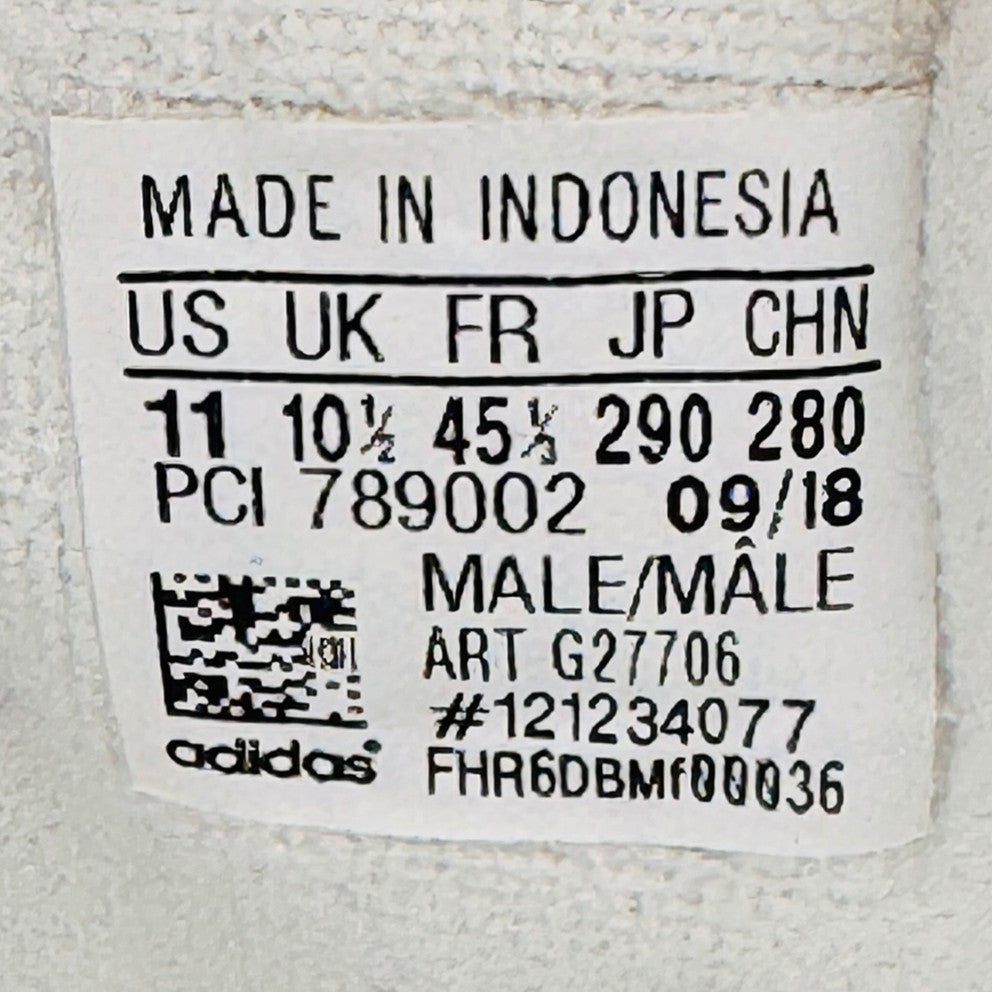 MADE IN INDONESIA
US UK FR JP CHN
11 10½ 45⅓ 290 280
PCI 789002 09/18
MALE/MÂLE
ART G27706
#121234077
adidas FHR6DBMf00036